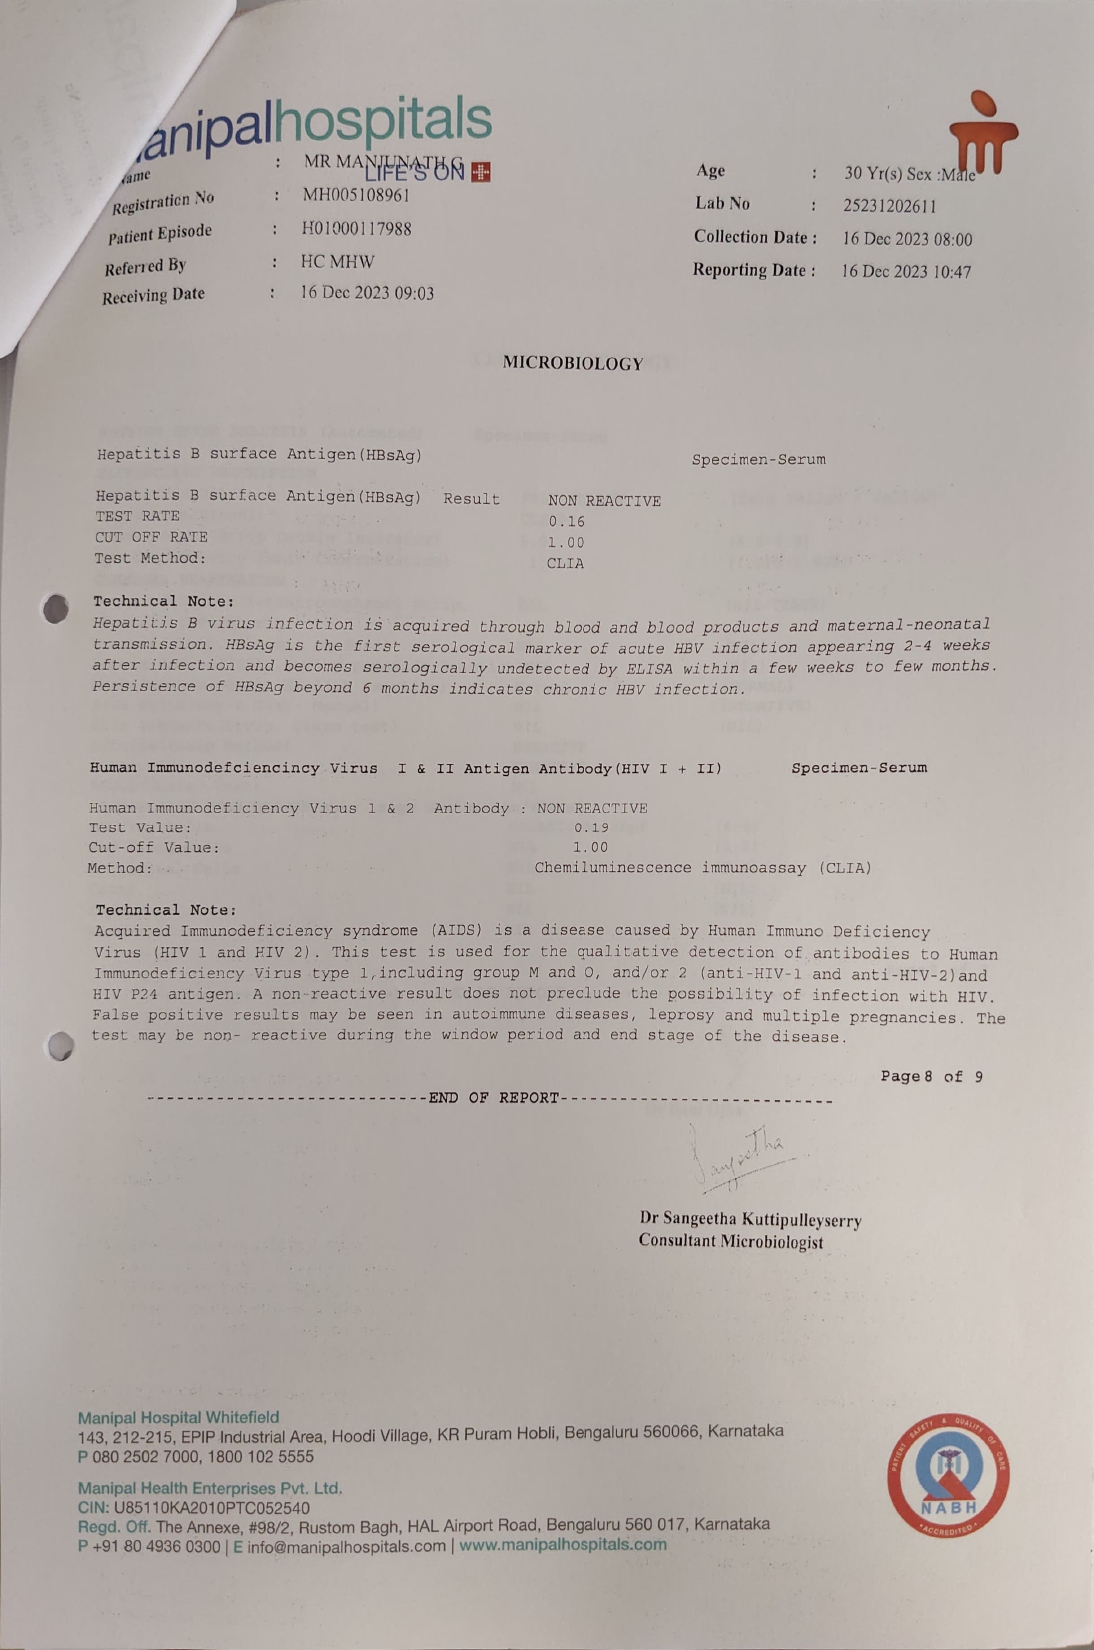 anipalhospitals
LIFE'S ON
ame : MR MANJUNATH G
Age : 30 Yr(s) Sex :Male
Registration No : MH005108961
Lab No : 25231202611
Patient Episode : H01000117988
Collection Date : 16 Dec 2023 08:00
Referred By : HC MHW
Reporting Date : 16 Dec 2023 10:47
Receiving Date : 16 Dec 2023 09:03
MICROBIOLOGY
Hepatitis B surface Antigen(HBsAg) Specimen-Serum
Hepatitis B surface Antigen(HBsAg) Result NON REACTIVE
TEST RATE 0.16
CUT OFF RATE 1.00
Test Method: CLIA
Technical Note:
Hepatitis B virus infection is acquired through blood and blood products and maternal-neonatal
transmission. HBsAg is the first serological marker of acute HBV infection appearing 2-4 weeks
after infection and becomes serologically undetected by ELISA within a few weeks to few months.
Persistence of HBsAg beyond 6 months indicates chronic HBV infection.
Human Immunodefciencincy Virus I & II Antigen Antibody(HIV I + II) Specimen-Serum
Human Immunodeficiency Virus 1 & 2 Antibody : NON REACTIVE
Test Value: 0.19
Cut-off Value: 1.00
Method: Chemiluminescence immunoassay (CLIA)
Technical Note:
Acquired Immunodeficiency syndrome (AIDS) is a disease caused by Human Immuno Deficiency
Virus (HIV 1 and HIV 2). This test is used for the qualitative detection of antibodies to Human
Immunodeficiency Virus type 1,including group M and O, and/or 2 (anti-HIV-1 and anti-HIV-2)and
HIV P24 antigen. A non-reactive result does not preclude the possibility of infection with HIV.
False positive results may be seen in autoimmune diseases, leprosy and multiple pregnancies. The
test may be non- reactive during the window period and end stage of the disease.
Page 8 of 9
----------------------------END OF REPORT---------------------------
Sangeetha
Dr Sangeetha Kuttipulleyserry
Consultant Microbiologist
Manipal Hospital Whitefield
143, 212-215, EPIP Industrial Area, Hoodi Village, KR Puram Hobli, Bengaluru 560066, Karnataka
P 080 2502 7000, 1800 102 5555
Manipal Health Enterprises Pvt. Ltd.
CIN: U85110KA2010PTC052540
Regd. Off. The Annexe, #98/2, Rustom Bagh, HAL Airport Road, Bengaluru 560 017, Karnataka
P +91 80 4936 0300 | E info@manipalhospitals.com | www.manipalhospitals.com
PATIENT SAFETY & QUALITY OF CARE
NABH
ACCREDITED